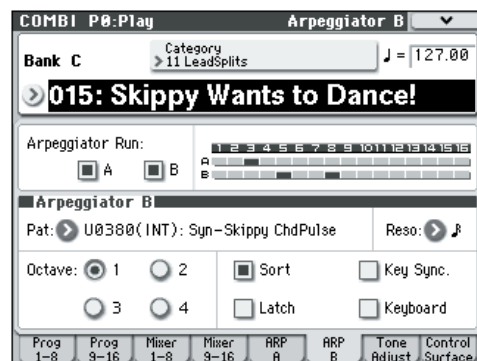 COMBI P0:Play Arpeggiator B
Bank C
Category
11 LeadSplits
♩ = 127.00
015: Skippy Wants to Dance!
Arpeggiator Run:
A B
1 2 3 4 5 6 7 8 9 10 11 12 13 14 15 16
A
B
Arpeggiator B
Pat: U0380(INT): Syn-Skippy ChdPulse Reso:
Octave: 1 2 Sort Key Sync.
3 4 Latch Keyboard
Prog 1-8 Prog 9-16 Mixer 1-8 Mixer 9-16 ARP A ARP B Tone Adjust Control Surface